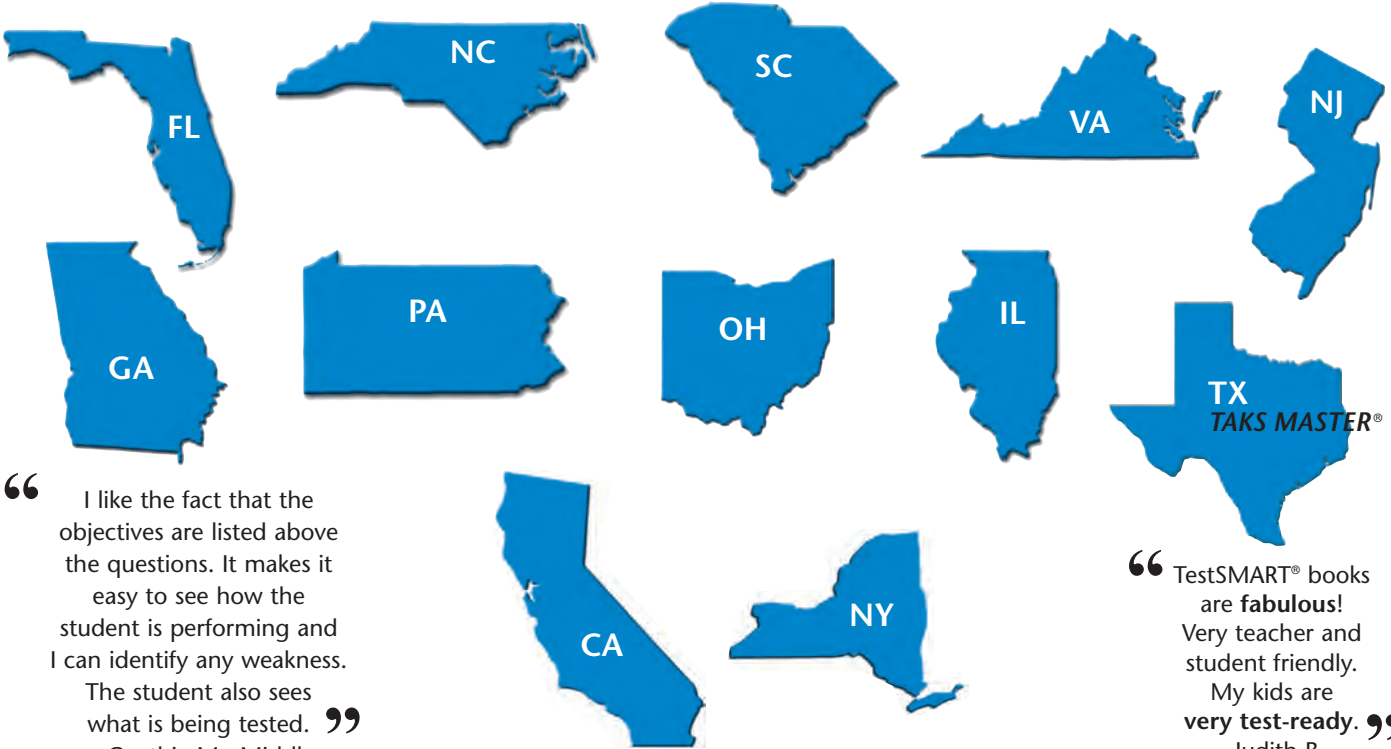 FL
NC
SC
VA
NJ
GA
PA
OH
IL
TX
TAKS MASTER®
CA
NY
“ I like the fact that the
objectives are listed above
the questions. It makes it
easy to see how the
student is performing and
I can identify any weakness.
The student also sees
what is being tested. ”
“ TestSMART® books
are fabulous!
Very teacher and
student friendly.
My kids are
very test-ready. ”